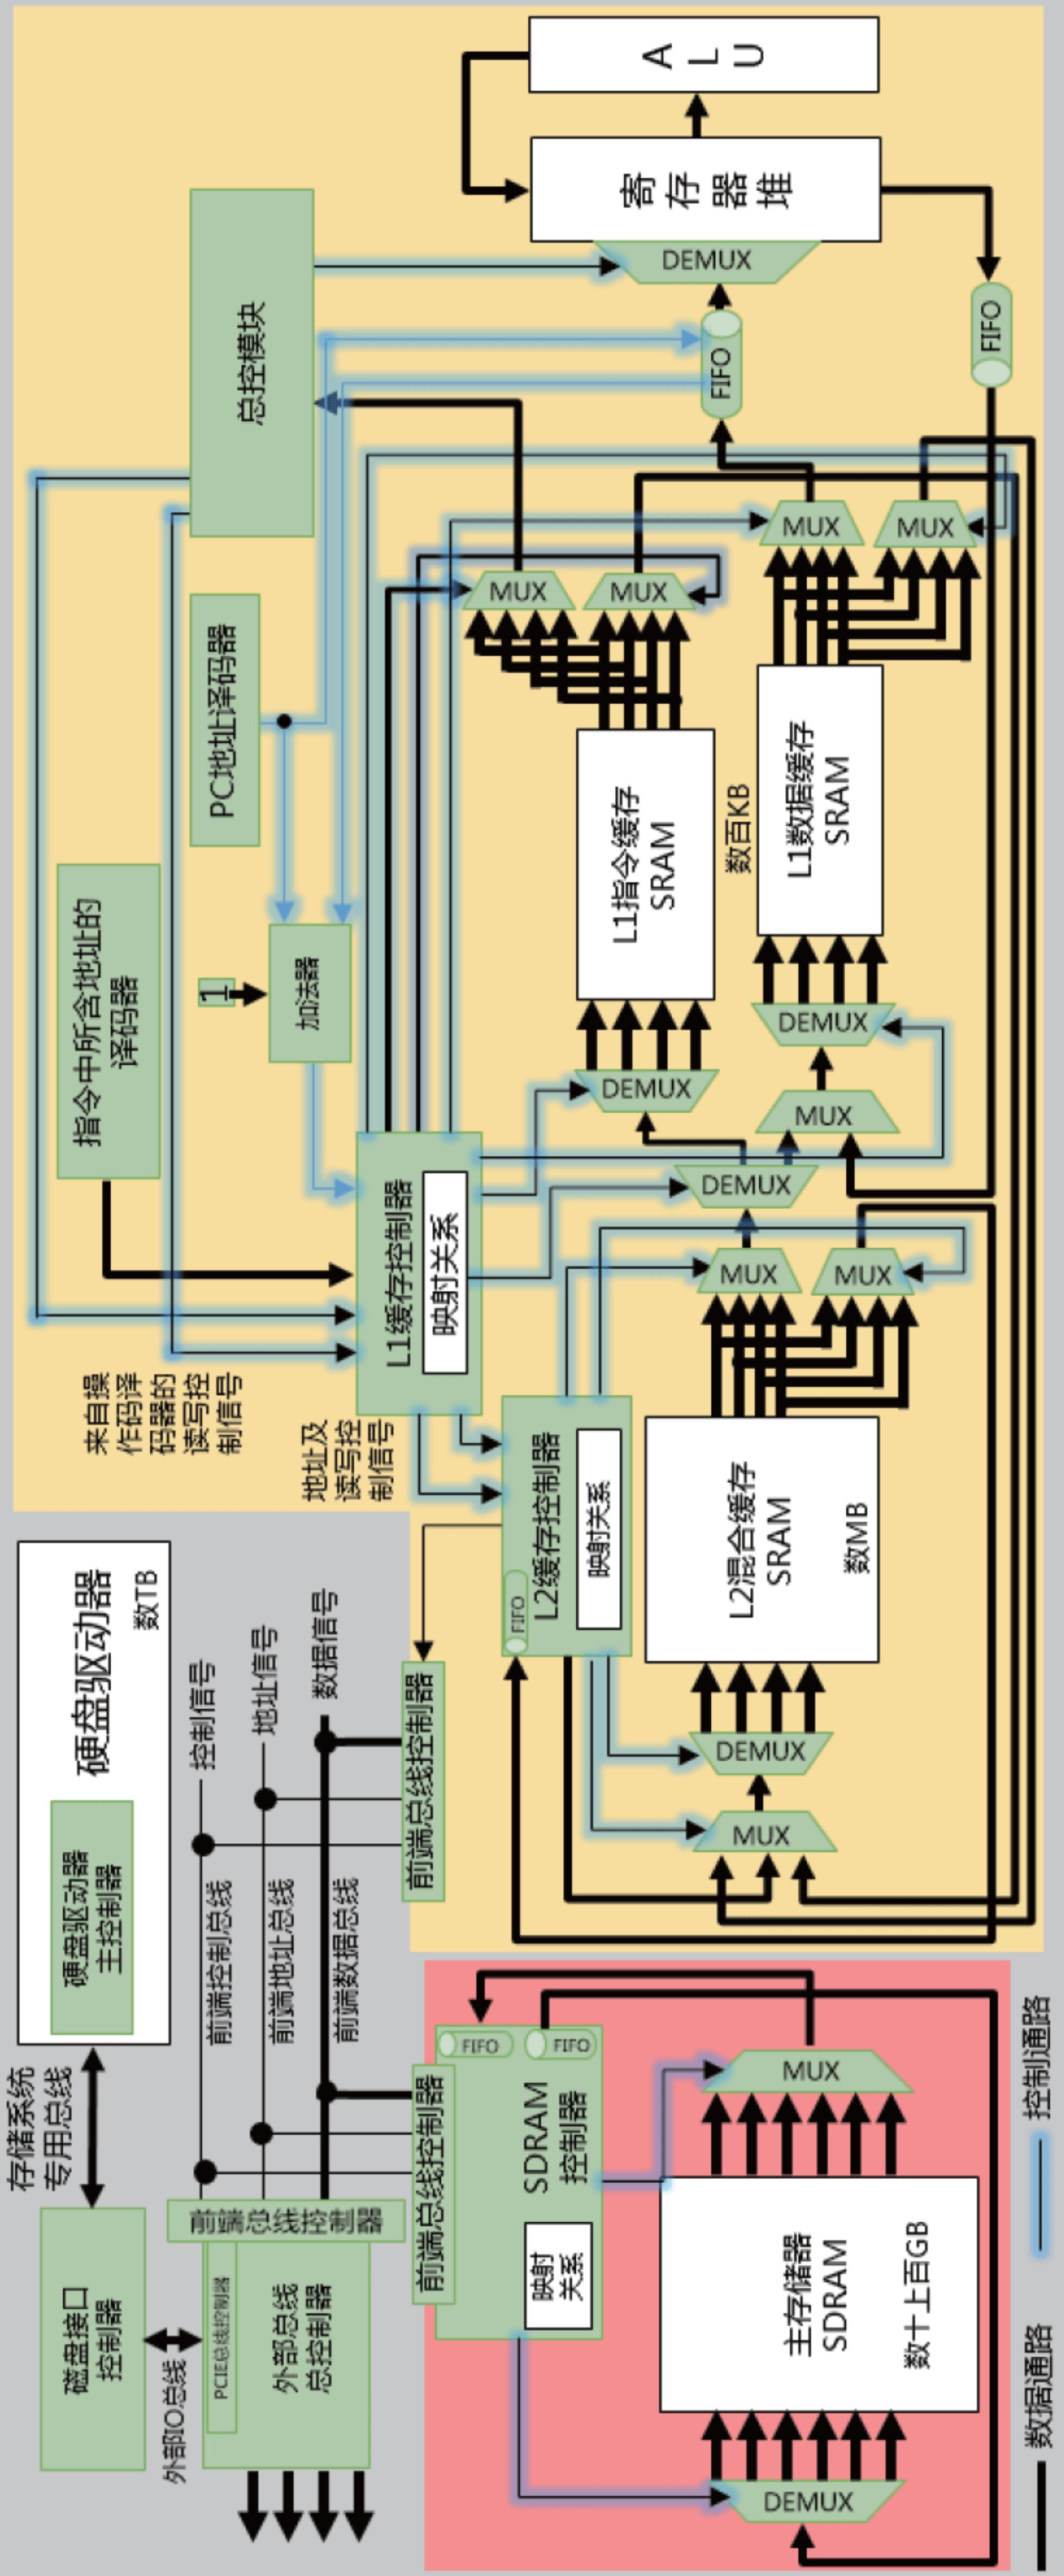 磁盘接口
控制器
存储系统
专用总线
硬盘驱动器
主控制器
硬盘驱动器
数TB
外部IO总线
PCIE总线控制器
外部总线
总控制器
前端总线控制器
前端控制总线
前端地址总线
前端数据总线
控制信号
地址信号
数据信号
前端总线控制器
前端总线控制器
SDRAM
控制器
映射
关系
FIFO
FIFO
DEMUX
主存储器
SDRAM
数十上百GB
MUX
来自操
作码译
码器的
读写控
制信号
地址及
读写控
制信号
指令中所含地址的
译码器
PC地址译码器
总控模块
1
加法器
L1缓存控制器
映射关系
FIFO
L2缓存控制器
映射关系
MUX
DEMUX
L2混合缓存
SRAM
数MB
MUX
MUX
DEMUX
DEMUX
MUX
DEMUX
L1指令缓存
SRAM
数百KB
L1数据缓存
SRAM
MUX
MUX
MUX
MUX
FIFO
DEMUX
寄存器堆
ALU
FIFO
数据通路
控制通路